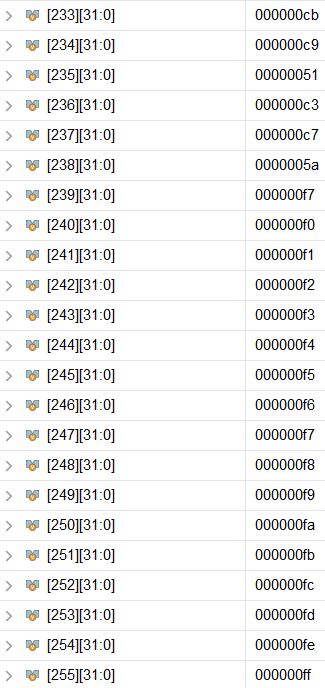 [233][31:0] 000000cb
[234][31:0] 000000c9
[235][31:0] 00000051
[236][31:0] 000000c3
[237][31:0] 000000c7
[238][31:0] 0000005a
[239][31:0] 000000f7
[240][31:0] 000000f0
[241][31:0] 000000f1
[242][31:0] 000000f2
[243][31:0] 000000f3
[244][31:0] 000000f4
[245][31:0] 000000f5
[246][31:0] 000000f6
[247][31:0] 000000f7
[248][31:0] 000000f8
[249][31:0] 000000f9
[250][31:0] 000000fa
[251][31:0] 000000fb
[252][31:0] 000000fc
[253][31:0] 000000fd
[254][31:0] 000000fe
[255][31:0] 000000ff